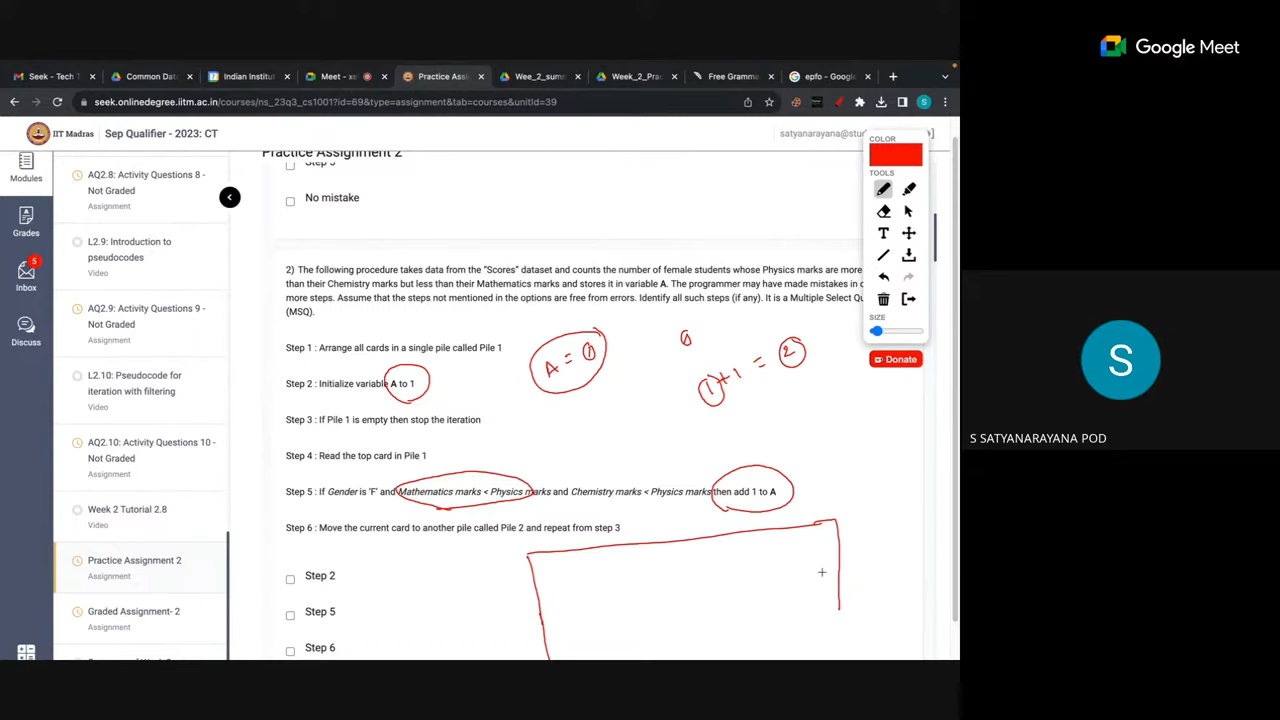 Google Meet
Seek - Tech T
Common Data
Indian Institut
Meet - xo
Practice Assig
Wee_2_sum
Week_2_Prac
Free Gramma
epfo - Google
seek.onlinedegree.iitm.ac.in/courses/ns_23q3_cs1001?id=69&type=assignment&tab=courses&unitId=39
IIT Madras
Sep Qualifier - 2023: CT
satyanarayana@stud
Modules
Grades
5
Inbox
Discuss
AQ2.8: Activity Questions 8 -
Not Graded
Assignment
L2.9: Introduction to
pseudocodes
Video
AQ2.9: Activity Questions 9 -
Not Graded
Assignment
L2.10: Pseudocode for
iteration with filtering
Video
AQ2.10: Activity Questions 10 -
Not Graded
Assignment
Week 2 Tutorial 2.8
Video
Practice Assignment 2
Assignment
Graded Assignment- 2
Assignment
Practice Assignment 2
Step 5
No mistake
2) The following procedure takes data from the "Scores" dataset and counts the number of female students whose Physics marks are more
than their Chemistry marks but less than their Mathematics marks and stores it in variable A. The programmer may have made mistakes in o
more steps. Assume that the steps not mentioned in the options are free from errors. Identify all such steps (if any). It is a Multiple Select Qu
(MSQ).
Step 1 : Arrange all cards in a single pile called Pile 1
Step 2 : Initialize variable A to 1
Step 3 : If Pile 1 is empty then stop the iteration
Step 4 : Read the top card in Pile 1
Step 5 : If Gender is 'F' and Mathematics marks < Physics marks and Chemistry marks < Physics marks then add 1 to A
Step 6 : Move the current card to another pile called Pile 2 and repeat from step 3
Step 2
Step 5
Step 6
A = 1
1 + 1 = 2
COLOR
TOOLS
T
SIZE
Donate
S
S
S SATYANARAYANA POD